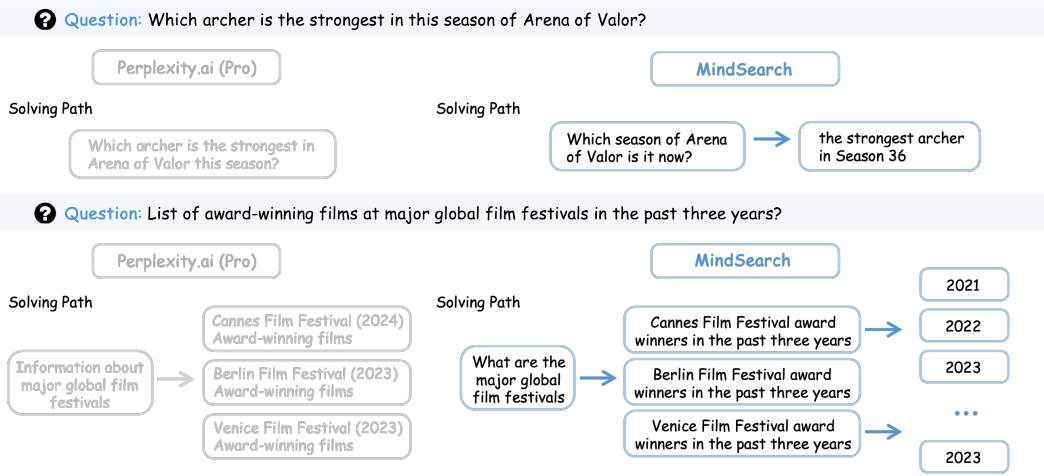 Question: Which archer is the strongest in this season of Arena of Valor?
Perplexity.ai (Pro)
MindSearch
Solving Path
Which archer is the strongest in
Arena of Valor this season?
Solving Path
Which season of Arena
of Valor is it now?
the strongest archer
in Season 36
Question: List of award-winning films at major global film festivals in the past three years?
Perplexity.ai (Pro)
MindSearch
Solving Path
Information about
major global film
festivals
Cannes Film Festival (2024)
Award-winning films
Berlin Film Festival (2023)
Award-winning films
Venice Film Festival (2023)
Award-winning films
Solving Path
What are the
major global
film festivals
Cannes Film Festival award
winners in the past three years
Berlin Film Festival award
winners in the past three years
Venice Film Festival award
winners in the past three years
2021
2022
2023
...
2023